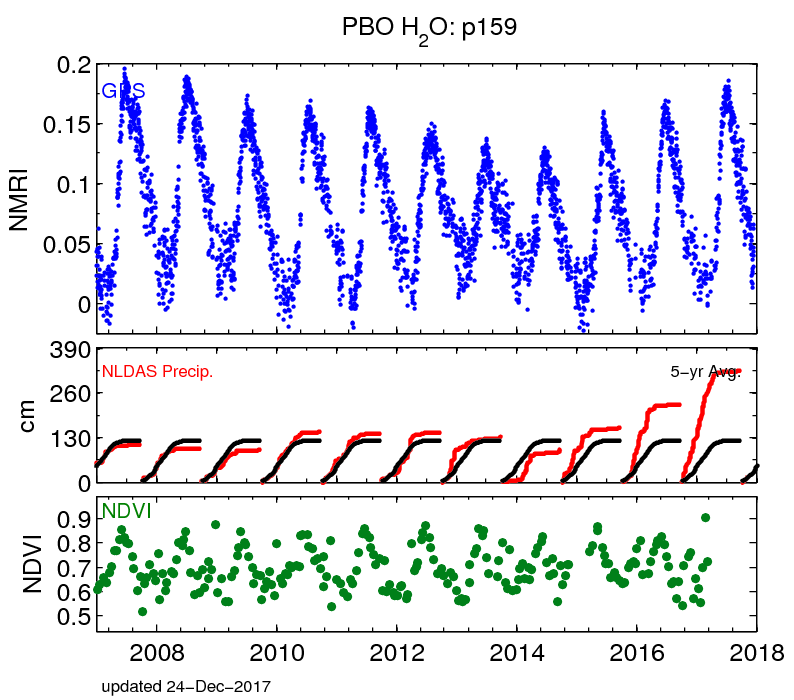 PBO H2O: p159
0.2
GPS
0.15
0.1
0.05
0
NMRI
390
NLDAS Precip.
5-yr Avg.
260
130
0
cm
NDVI
0.9
0.8
0.7
0.6
0.5
NDVI
2008 2010 2012 2014 2016 2018
updated 24-Dec-2017